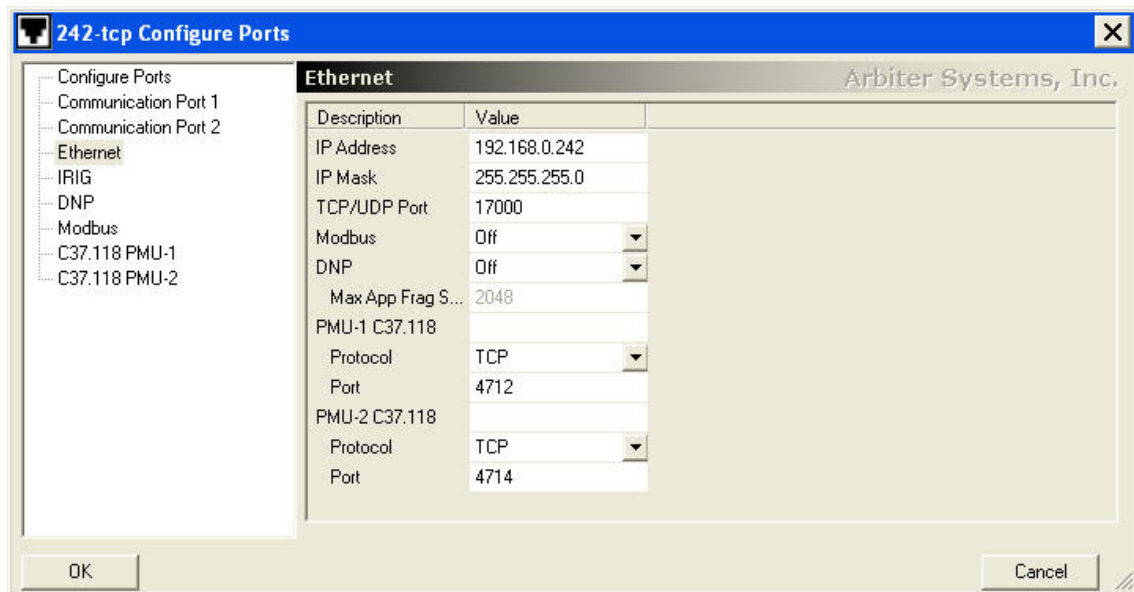 242-tcp Configure Ports
Configure Ports
Communication Port 1
Communication Port 2
Ethernet
IRIG
DNP
Modbus
C37.118 PMU-1
C37.118 PMU-2
Ethernet Arbiter Systems, Inc.
Description Value
IP Address 192.168.0.242
IP Mask 255.255.255.0
TCP/UDP Port 17000
Modbus Off
DNP Off
Max App Frag S... 2048
PMU-1 C37.118
Protocol TCP
Port 4712
PMU-2 C37.118
Protocol TCP
Port 4714
OK Cancel